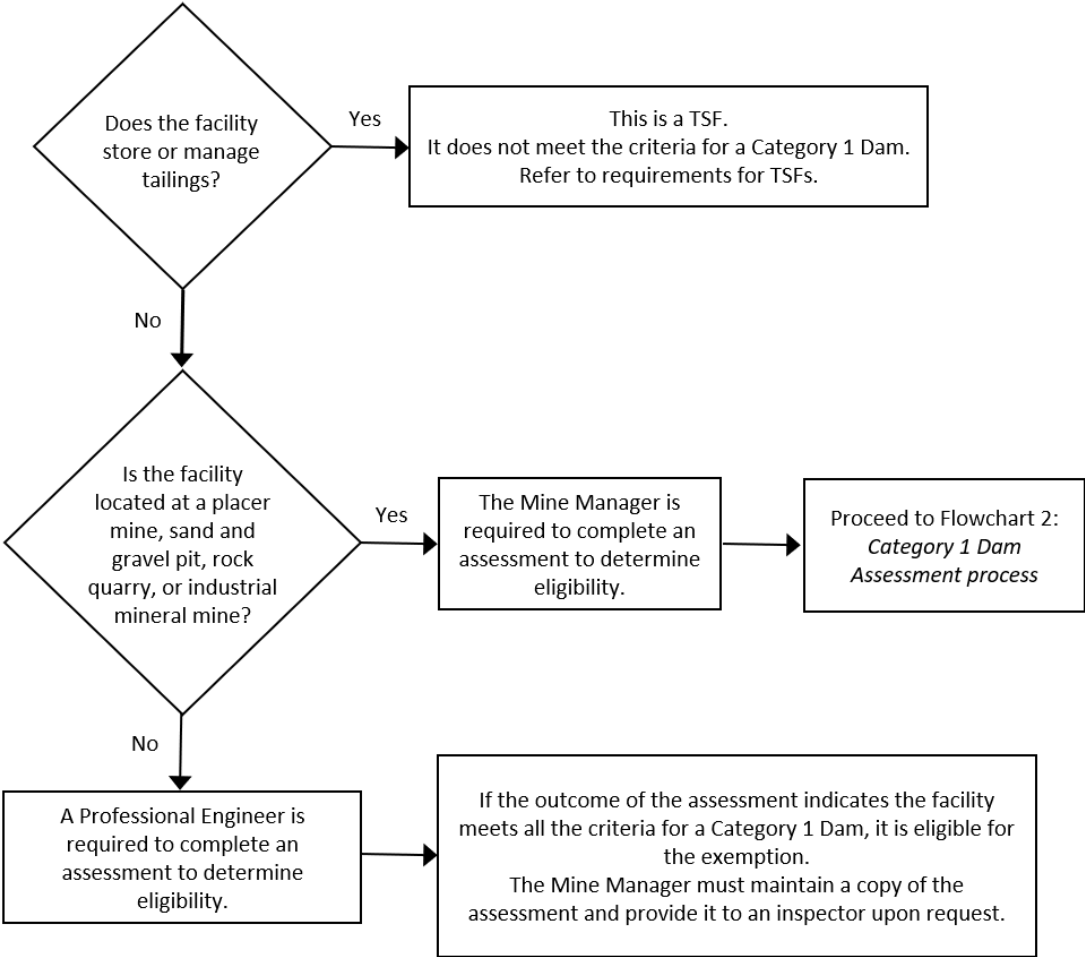 Does the facility
store or manage
tailings?
Yes
This is a TSF.
It does not meet the criteria for a Category 1 Dam.
Refer to requirements for TSFs.
No
Is the facility
located at a placer
mine, sand and
gravel pit, rock
quarry, or industrial
mineral mine?
Yes
The Mine Manager is
required to complete an
assessment to determine
eligibility.
Proceed to Flowchart 2:
Category 1 Dam
Assessment process
No
A Professional Engineer is
required to complete an
assessment to determine
eligibility.
If the outcome of the assessment indicates the facility
meets all the criteria for a Category 1 Dam, it is eligible for
the exemption.
The Mine Manager must maintain a copy of the
assessment and provide it to an inspector upon request.